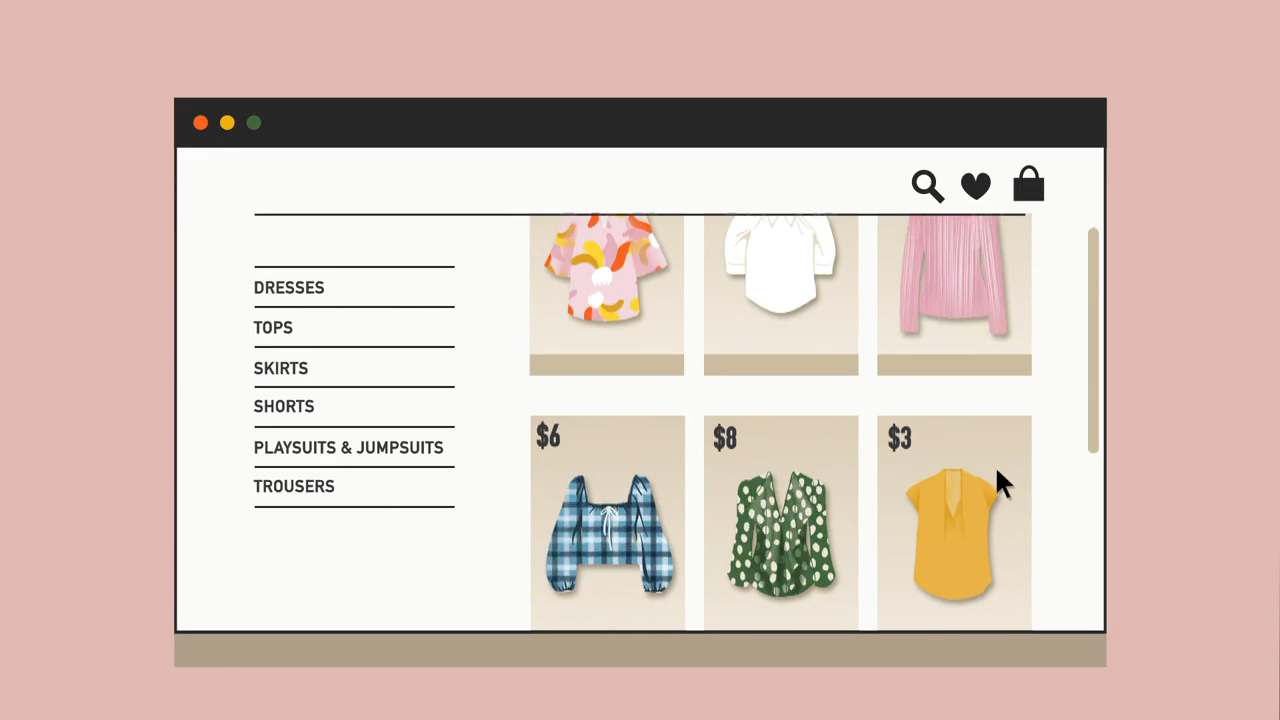 DRESSES
TOPS
SKIRTS
SHORTS
PLAYSUITS & JUMPSUITS
TROUSERS
$6
$8
$3